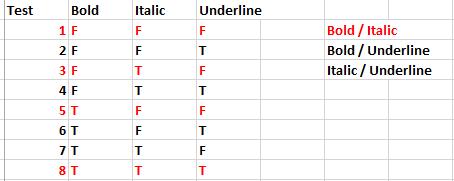 Test Bold Italic Underline
1 F F F Bold / Italic
2 F F T Bold / Underline
3 F T F Italic / Underline
4 F T T
5 T F F
6 T F T
7 T T F
8 T T T